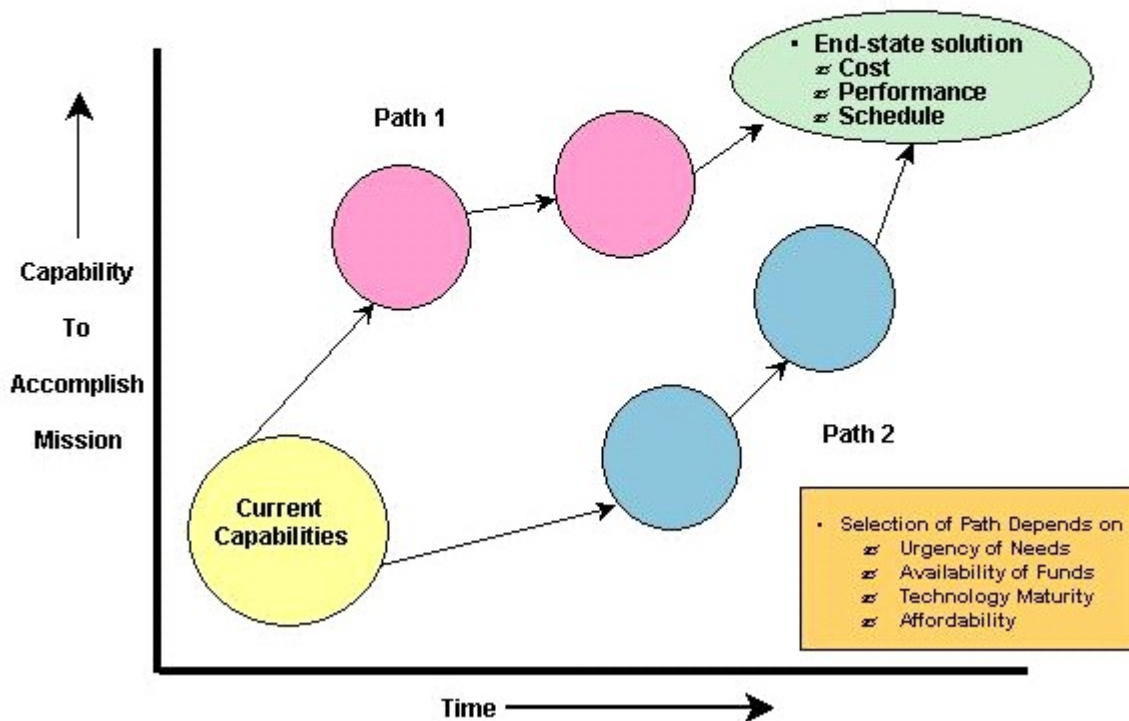 • End-state solution
Cost
Performance
Schedule
Path 1
Capability
To
Accomplish
Mission
Current
Capabilities
Path 2
• Selection of Path Depends on
Urgency of Needs
Availability of Funds
Technology Maturity
Affordability
Time